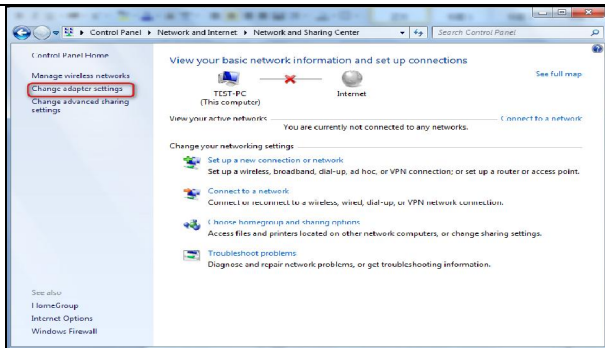 Control Panel ▸ Network and Internet ▸ Network and Sharing Center
Search Control Panel
Control Panel Home
Manage wireless networks
Change adapter settings
Change advanced sharing
settings
View your basic network information and set up connections
See full map
TEST-PC
(This computer)
Internet
View your active networks
Connect to a network
You are currently not connected to any networks.
Change your networking settings
Set up a new connection or network
Set up a wireless, broadband, dial-up, ad hoc, or VPN connection; or set up a router or access point.
Connect to a network
Connect or reconnect to a wireless, wired, dial-up, or VPN network connection.
Choose homegroup and sharing options
Access files and printers located on other network computers, or change sharing settings.
Troubleshoot problems
Diagnose and repair network problems, or get troubleshooting information.
See also
HomeGroup
Internet Options
Windows Firewall